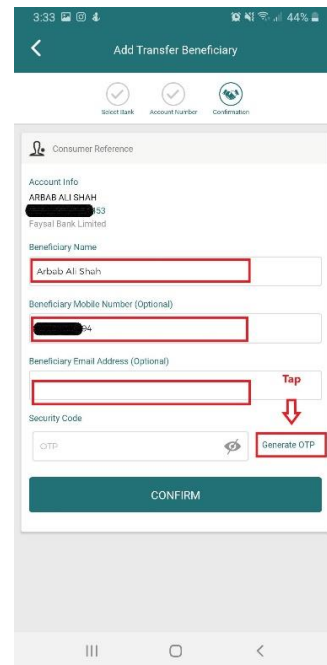 3:33 44%
Add Transfer Beneficiary
Select Bank Account Number Confirmation
Consumer Reference
Account Info
ARBAB ALI SHAH
453
Faysal Bank Limited
Beneficiary Name
Arbab Ali Shah
Beneficiary Mobile Number (Optional)
94
Beneficiary Email Address (Optional)
Tap
Security Code
OTP Generate OTP
CONFIRM